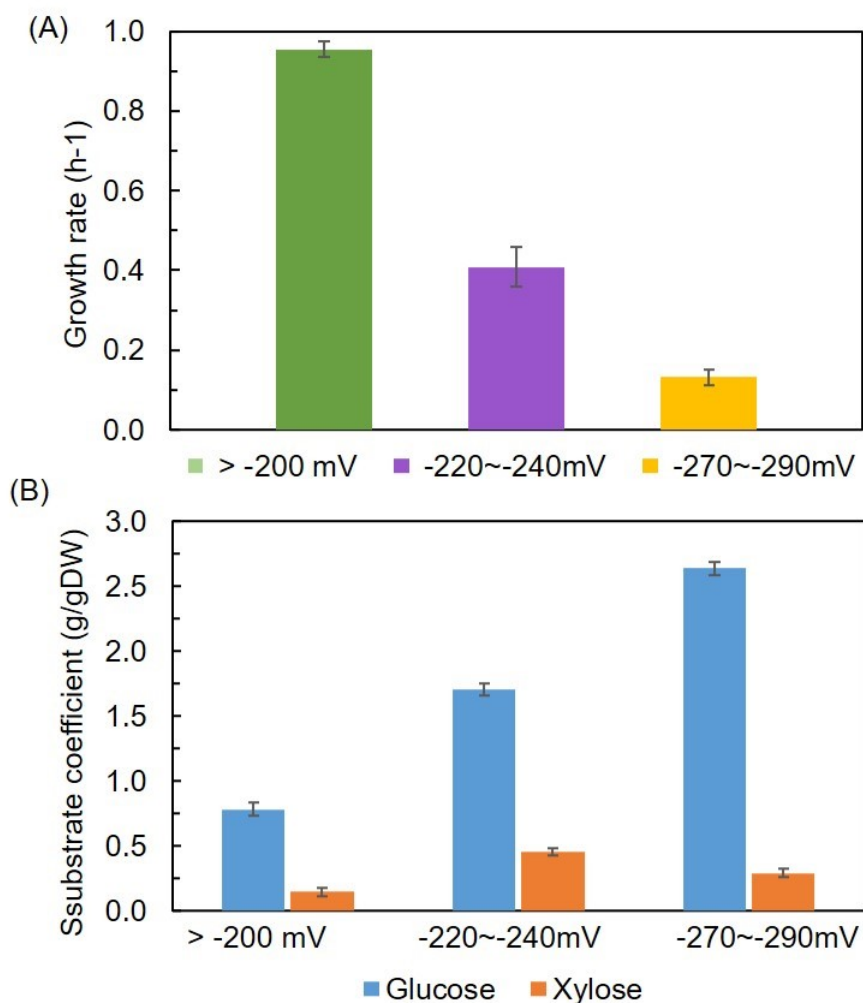 (A)
Growth rate (h-1)
1.0
0.8
0.6
0.4
0.2
0.0
> -200 mV -220~-240mV -270~-290mV
(B)
Ssubstrate coefficient (g/gDW)
3.0
2.5
2.0
1.5
1.0
0.5
0.0
> -200 mV -220~-240mV -270~-290mV
Glucose Xylose